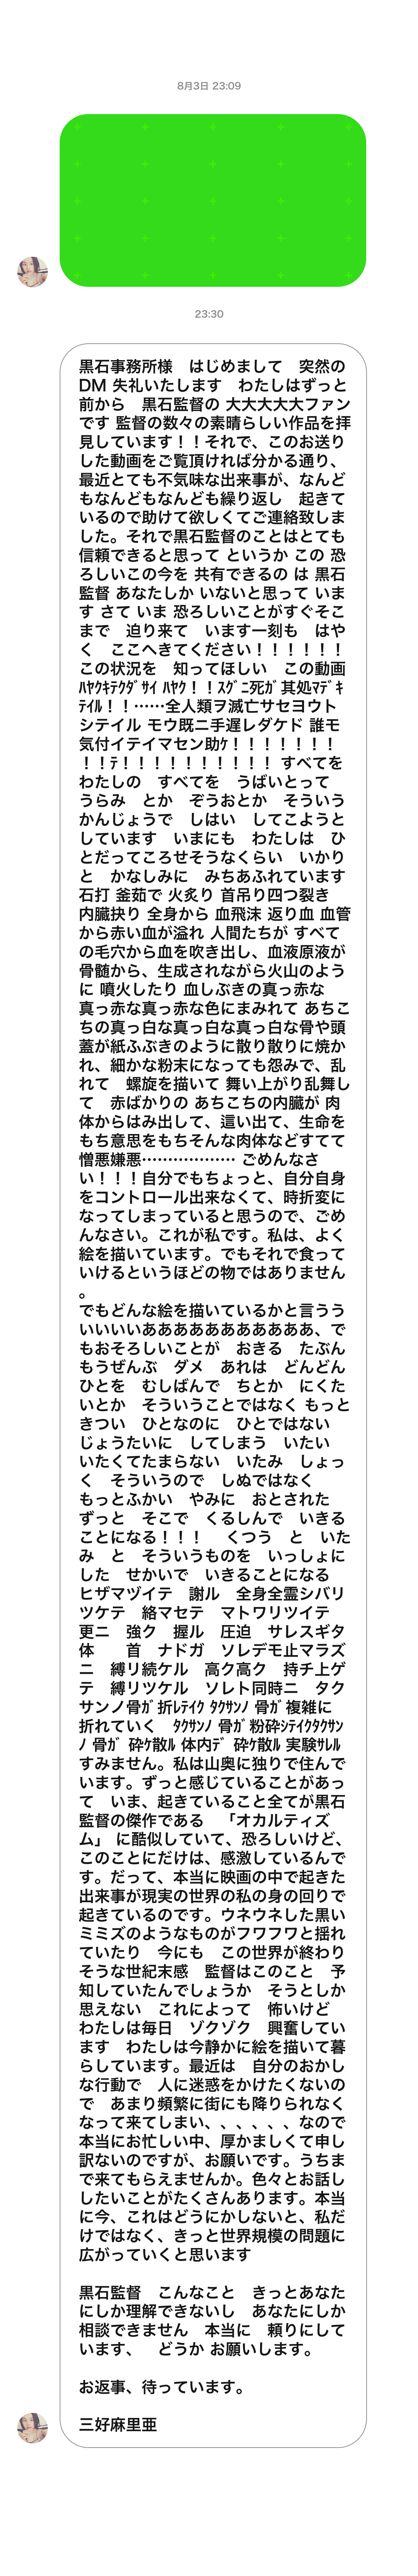 8月3日 23:09
23:30
黒石事務所様　はじめまして　突然の
DM 失礼いたします　わたしはずっと
前から　黒石監督の 大大大大大ファン
です 監督の数々の素晴らしい作品を拝
見しています！！それで、このお送り
した動画をご覧頂ければ分かる通り、
最近とても不気味な出来事が、なんど
もなんどもなんども繰り返し　起きて
いるので助けて欲しくてご連絡致しま
した。それで黒石監督のことはとても
信頼できると思って というか この 恐
ろしいこの今を 共有できるの は 黒石
監督 あなたしか いないと思って いま
す さて いま 恐ろしいことがすぐそこ
まで　迫り来て　います一刻も　はや
く　ここへきてください！！！！！！
この状況を　知ってほしい　この動画
ﾊﾔｸｷﾃｸﾀﾞｻｲ ﾊﾔｸ！！ｽｸﾞﾆ死ｶﾞ其処ﾏﾃﾞｷ
ﾃｲﾙ！！……全人類ヲ滅亡サセヨウト
シテイル モウ既ニ手遅レダケド 誰モ
気付イテイマセン助ｹ！！！！！！！
！！ﾃ！！！！！！！！！！ すべてを
わたしの　すべてを　うばいとって
うらみ　とか　ぞうおとか　そういう
かんじょうで　しはい　してこようと
しています　いまにも　わたしは　ひ
とだってころせそうなくらい　いかり
と　かなしみに　みちあふれています
石打 釜茹で 火炙り 首吊り四つ裂き
内臓抉り 全身から 血飛沫 返り血 血管
から赤い血が溢れ 人間たちが すべて
の毛穴から血を吹き出し、血液原液が
骨髄から、生成されながら火山のよう
に 噴火したり 血しぶきの真っ赤な
真っ赤な真っ赤な色にまみれて あちこ
ちの真っ白な真っ白な真っ白な骨や頭
蓋が紙ふぶきのように散り散りに焼か
れ、細かな粉末になっても怨みで、乱
れて　螺旋を描いて 舞い上がり乱舞し
て　赤ばかりの あちこちの内臓が 肉
体からはみ出して、這い出て、生命を
もち意思をもちそんな肉体などすてて
憎悪嫌悪……………… ごめんなさ
い！！！自分でもちょっと、自分自身
をコントロール出来なくて、時折変に
なってしまっていると思うので、ごめ
んなさい。これが私です。私は、よく
絵を描いています。でもそれで食って
いけるというほどの物ではありません
。
でもどんな絵を描いているかと言うう
いいいいあああああああああああ、で
もおそろしいことが　おきる　たぶん
もうぜんぶ　ダメ　あれは　どんどん
ひとを　むしばんで　ちとか　にくた
いとか　そういうことではなく もっと
きつい　ひとなのに　ひとではない
じょうたいに　してしまう　いたい
いたくてたまらない　いたみ　しょっ
く　そういうので　しぬではなく
もっとふかい　やみに　おとされた
ずっと　そこで　くるしんで　いきる
ことになる！！！　くつう　と　いた
み　と　そういうものを　いっしょに
した　せかいで　いきることになる
ヒザマヅイテ　謝ル　全身全霊シバリ
ツケテ　絡マセテ　マトワリツイテ
更ニ　強ク　握ル　圧迫　サレスギタ
体　　首　ナドガ　ソレデモ止マラズ
ニ　縛リ続ケル　高ク高ク　持チ上ゲ
テ　縛リツケル　ソレト同時ニ　タク
サンノ骨ｶﾞ折ﾚﾃｲｸ ﾀｸｻﾝﾉ 骨ｶﾞ複雑に
折れていく　ﾀｸｻﾝﾉ 骨ｶﾞ粉砕ｼﾃｲｸﾀｸｻﾝ
ﾉ 骨ｶﾞ 砕ｹ散ﾙ 体内ﾃﾞ 砕ｹ散ﾙ 実験ｻﾚﾙ
すみません。私は山奥に独りで住んで
います。ずっと感じていることがあっ
て　いま、起きていること全てが黒石
監督の傑作である　「オカルティズ
ム」 に酷似していて、恐ろしいけど、
このことにだけは、感激しているんで
す。だって、本当に映画の中で起きた
出来事が現実の世界の私の身の回りで
起きているのです。ウネウネした黒い
ミミズのようなものがフワフワと揺れ
ていたり　今にも　この世界が終わり
そうな世紀末感　監督はこのこと　予
知していたんでしょうか　そうとしか
思えない　これによって　怖いけど
わたしは毎日　ゾクゾク　興奮してい
ます　わたしは今静かに絵を描いて暮
らしています。最近は　自分のおかし
な行動で　人に迷惑をかけたくないの
で　あまり頻繁に街にも降りられなく
なって来てしまい、、、、、、なので
本当にお忙しい中、厚かましくて申し
訳ないのですが、お願いです。うちま
で来てもらえませんか。色々とお話し
したいことがたくさんあります。本当
に今、これはどうにかしないと、私だ
けではなく、きっと世界規模の問題に
広がっていくと思います
黒石監督　こんなこと　きっとあなた
にしか理解できないし　あなたにしか
相談できません　本当に　頼りにして
います、　どうか お願いします。
お返事、待っています。
三好麻里亜